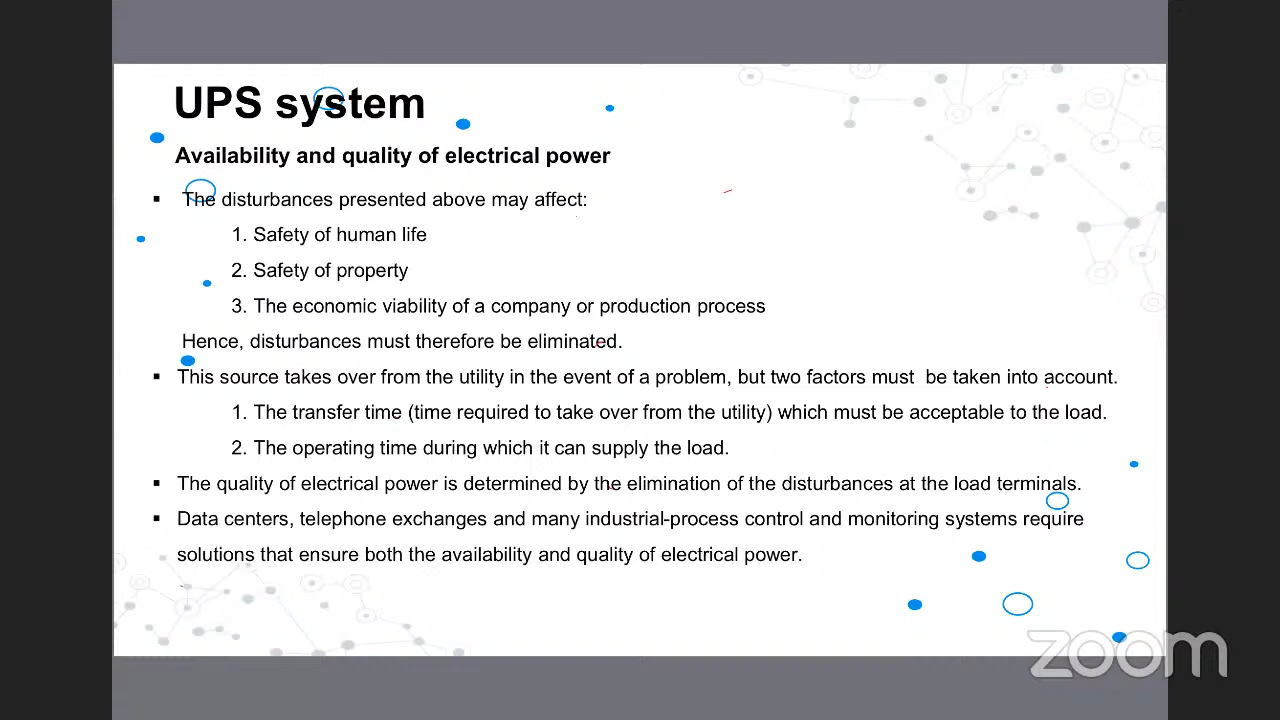 UPS system
Availability and quality of electrical power
▪ The disturbances presented above may affect:
1. Safety of human life
2. Safety of property
3. The economic viability of a company or production process
Hence, disturbances must therefore be eliminated.
▪ This source takes over from the utility in the event of a problem, but two factors must be taken into account.
1. The transfer time (time required to take over from the utility) which must be acceptable to the load.
2. The operating time during which it can supply the load.
▪ The quality of electrical power is determined by the elimination of the disturbances at the load terminals.
▪ Data centers, telephone exchanges and many industrial-process control and monitoring systems require
solutions that ensure both the availability and quality of electrical power.
zoom